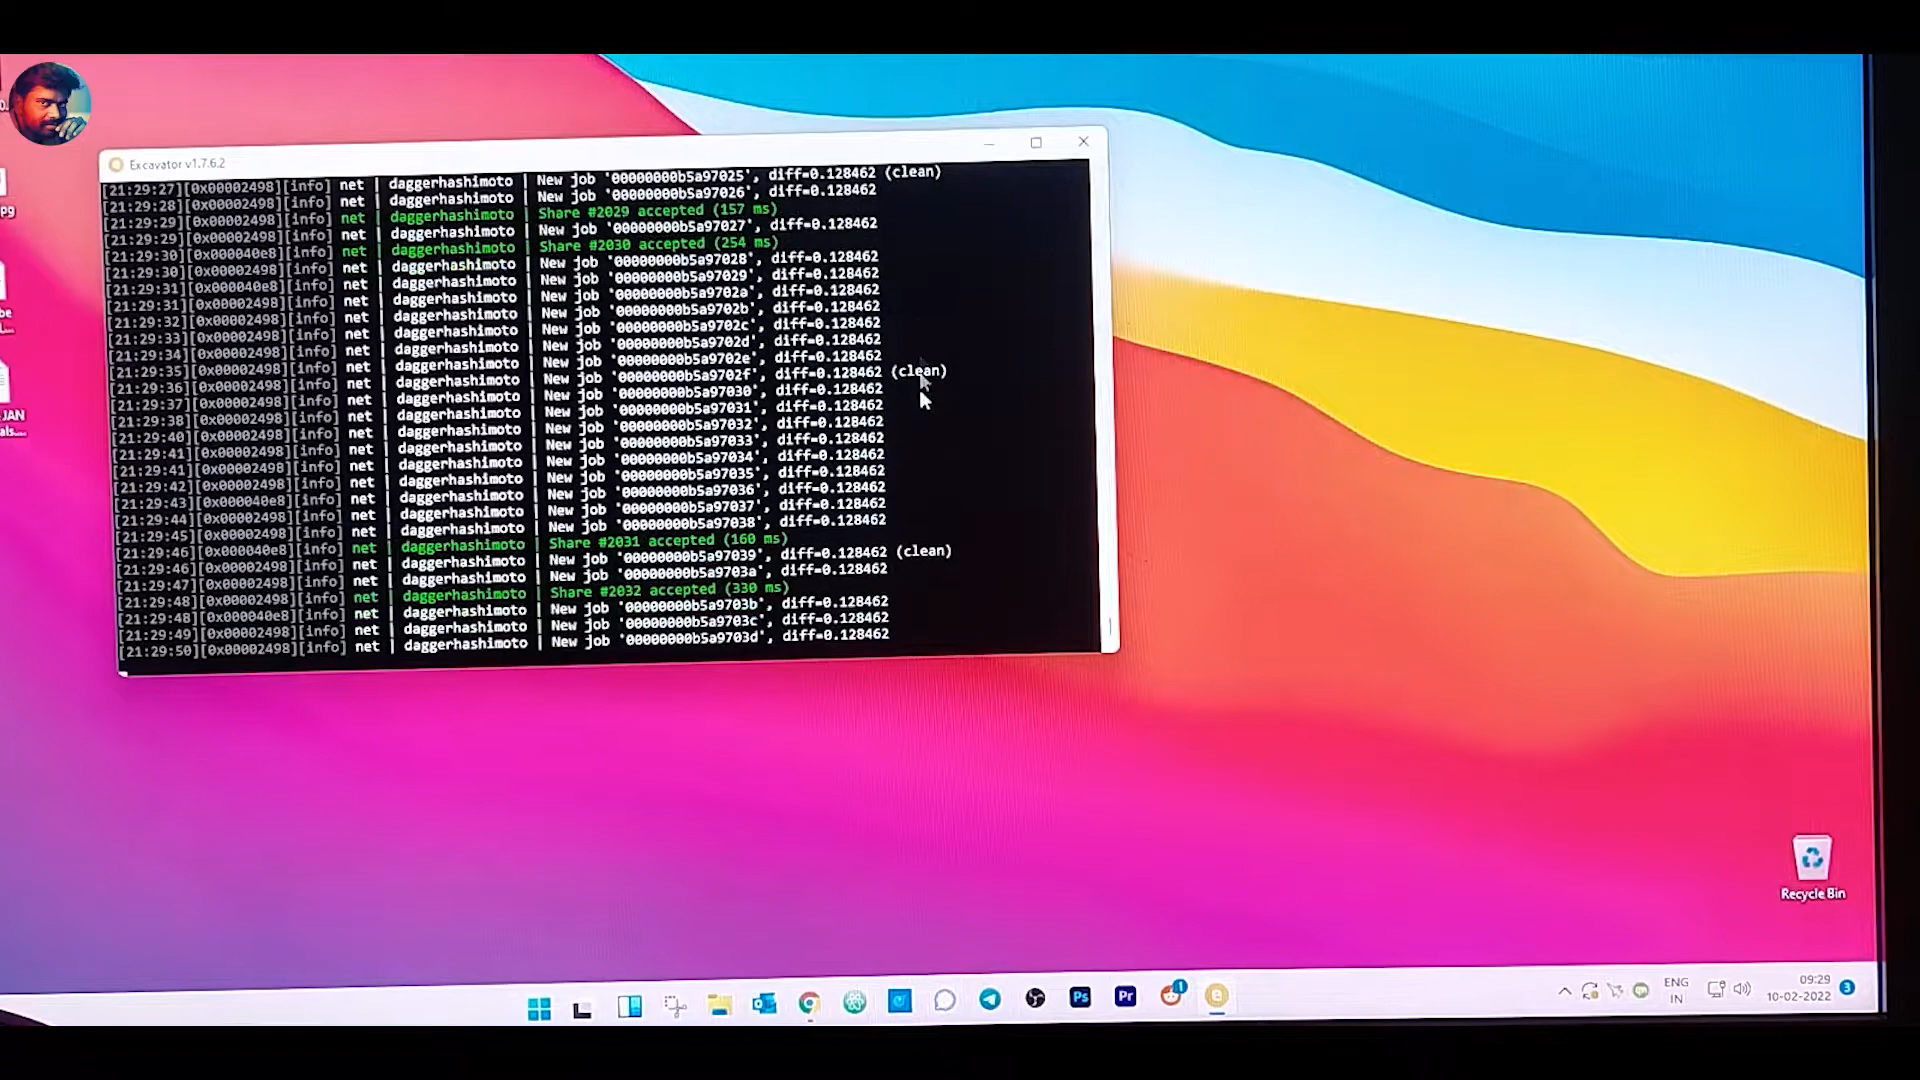 Excavator v1.7.6.2
[21:29:27][0x00002498][info] net | daggerhashimoto | New job '00000000b5a97025', diff=0.128462 (clean)
[21:29:28][0x00002498][info] net | daggerhashimoto | New job '00000000b5a97026', diff=0.128462
[21:29:29][0x00002498][info] net | daggerhashimoto | Share #2029 accepted (157 ms)
[21:29:29][0x00002498][info] net | daggerhashimoto | New job '00000000b5a97027', diff=0.128462
[21:29:30][0x000040e8][info] net | daggerhashimoto | Share #2030 accepted (254 ms)
[21:29:30][0x00002498][info] net | daggerhashimoto | New job '00000000b5a97028', diff=0.128462
[21:29:31][0x000040e8][info] net | daggerhashimoto | New job '00000000b5a97029', diff=0.128462
[21:29:31][0x00002498][info] net | daggerhashimoto | New job '00000000b5a9702a', diff=0.128462
[21:29:32][0x00002498][info] net | daggerhashimoto | New job '00000000b5a9702b', diff=0.128462
[21:29:33][0x00002498][info] net | daggerhashimoto | New job '00000000b5a9702c', diff=0.128462
[21:29:34][0x00002498][info] net | daggerhashimoto | New job '00000000b5a9702d', diff=0.128462
[21:29:35][0x00002498][info] net | daggerhashimoto | New job '00000000b5a9702e', diff=0.128462
[21:29:36][0x00002498][info] net | daggerhashimoto | New job '00000000b5a9702f', diff=0.128462 (clean)
[21:29:37][0x00002498][info] net | daggerhashimoto | New job '00000000b5a97030', diff=0.128462
[21:29:38][0x00002498][info] net | daggerhashimoto | New job '00000000b5a97031', diff=0.128462
[21:29:40][0x00002498][info] net | daggerhashimoto | New job '00000000b5a97032', diff=0.128462
[21:29:41][0x00002498][info] net | daggerhashimoto | New job '00000000b5a97033', diff=0.128462
[21:29:41][0x00002498][info] net | daggerhashimoto | New job '00000000b5a97034', diff=0.128462
[21:29:42][0x00002498][info] net | daggerhashimoto | New job '00000000b5a97035', diff=0.128462
[21:29:43][0x000040e8][info] net | daggerhashimoto | New job '00000000b5a97036', diff=0.128462
[21:29:44][0x00002498][info] net | daggerhashimoto | New job '00000000b5a97037', diff=0.128462
[21:29:45][0x00002498][info] net | daggerhashimoto | New job '00000000b5a97038', diff=0.128462
[21:29:46][0x000040e8][info] net | daggerhashimoto | Share #2031 accepted (160 ms)
[21:29:46][0x00002498][info] net | daggerhashimoto | New job '00000000b5a97039', diff=0.128462 (clean)
[21:29:47][0x00002498][info] net | daggerhashimoto | New job '00000000b5a9703a', diff=0.128462
[21:29:48][0x00002498][info] net | daggerhashimoto | Share #2032 accepted (330 ms)
[21:29:48][0x000040e8][info] net | daggerhashimoto | New job '00000000b5a9703b', diff=0.128462
[21:29:49][0x00002498][info] net | daggerhashimoto | New job '00000000b5a9703c', diff=0.128462
[21:29:50][0x00002498][info] net | daggerhashimoto | New job '00000000b5a9703d', diff=0.128462
JAN
Recycle Bin
Ps
Pr
1
ENG
IN
09:29
10-02-2022
3